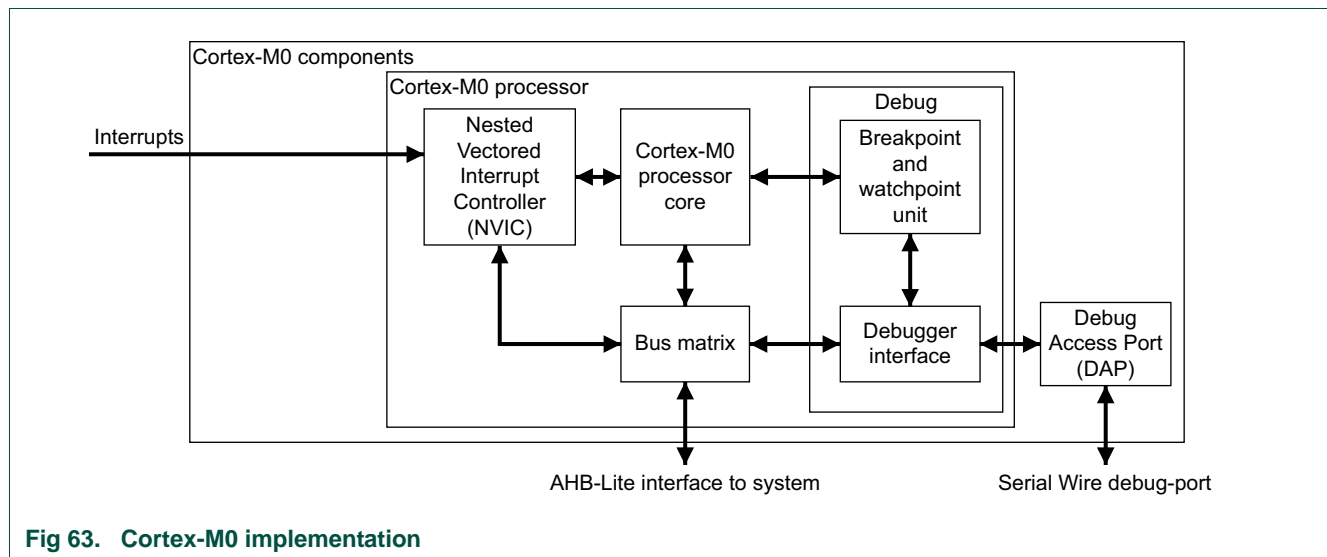 Cortex-M0 components
Cortex-M0 processor
Debug
Interrupts
Nested
Vectored
Interrupt
Controller
(NVIC)
Cortex-M0
processor
core
Breakpoint
and
watchpoint
unit
Bus matrix
Debugger
interface
Debug
Access Port
(DAP)
AHB-Lite interface to system
Serial Wire debug-port
Fig 63. Cortex-M0 implementation